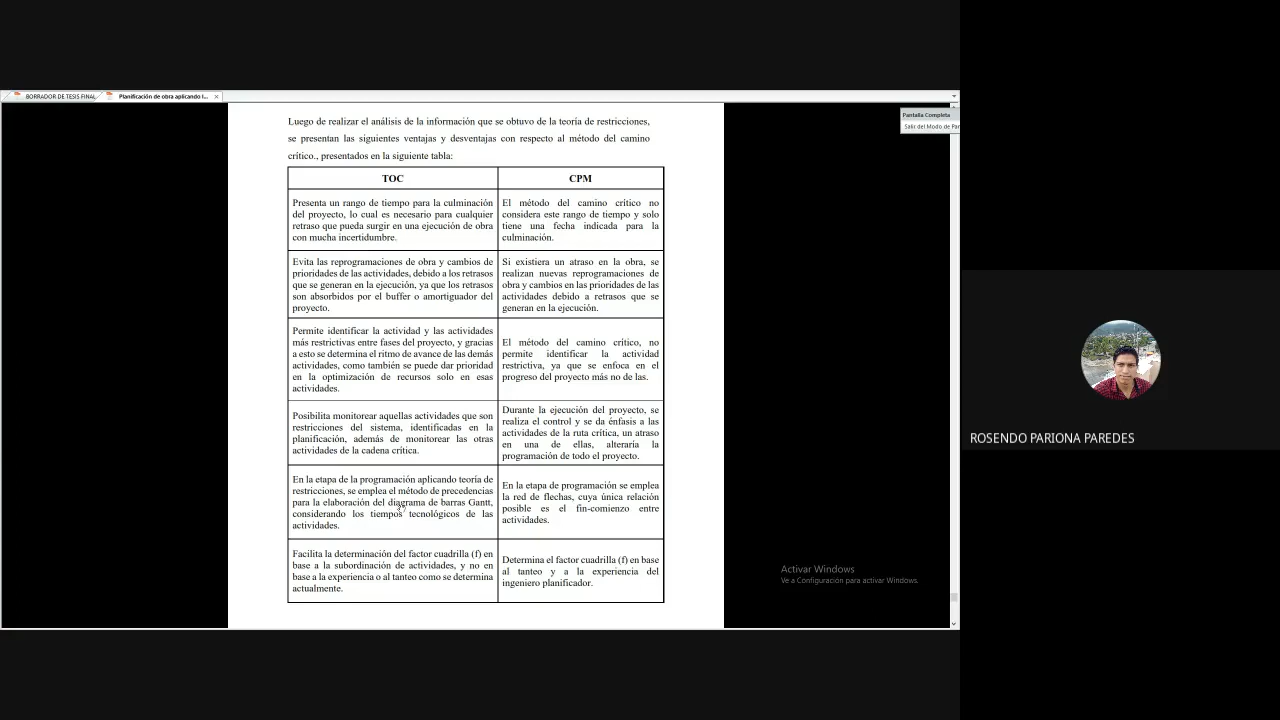 BORRADOR DE TESIS FINAL
Planificación de obra aplicando l...
Pantalla Completa
Salir del Modo de Pan
Luego de realizar el análisis de la información que se obtuvo de la teoría de restricciones,
se presentan las siguientes ventajas y desventajas con respecto al método del camino
crítico., presentados en la siguiente tabla:
TOC
CPM
Presenta un rango de tiempo para la culminación
del proyecto, lo cual es necesario para cualquier
retraso que pueda surgir en una ejecución de obra
con mucha incertidumbre.
El método del camino crítico no
considera este rango de tiempo y solo
tiene una fecha indicada para la
culminación.
Evita las reprogramaciones de obra y cambios de
prioridades de las actividades, debido a los retrasos
que se generan en la ejecución, ya que los retrasos
son absorbidos por el buffer o amortiguador del
proyecto.
Si existiera un atraso en la obra, se
realizan nuevas reprogramaciones de
obra y cambios en las prioridades de las
actividades debido a retrasos que se
generan en la ejecución.
Permite identificar la actividad y las actividades
más restrictivas entre fases del proyecto, y gracias
a esto se determina el ritmo de avance de las demás
actividades, como también se puede dar prioridad
en la optimización de recursos solo en esas
actividades.
El método del camino crítico, no
permite identificar la actividad
restrictiva, ya que se enfoca en el
progreso del proyecto más no de las.
Posibilita monitorear aquellas actividades que son
restricciones del sistema, identificadas en la
planificación, además de monitorear las otras
actividades de la cadena crítica.
Durante la ejecución del proyecto, se
realiza el control y se da énfasis a las
actividades de la ruta crítica, un atraso
en una de ellas, alteraría la
programación de todo el proyecto.
En la etapa de la programación aplicando teoría de
restricciones, se emplea el método de precedencias
para la elaboración del diagrama de barras Gantt,
considerando los tiempos tecnológicos de las
actividades.
En la etapa de programación se emplea
la red de flechas, cuya única relación
posible es el fin-comienzo entre
actividades.
Facilita la determinación del factor cuadrilla (f) en
base a la subordinación de actividades, y no en
base a la experiencia o al tanteo como se determina
actualmente.
Determina el factor cuadrilla (f) en base
al tanteo y a la experiencia del
ingeniero planificador.
Activar Windows
Ve a Configuración para activar Windows.
ROSENDO PARIONA PAREDES